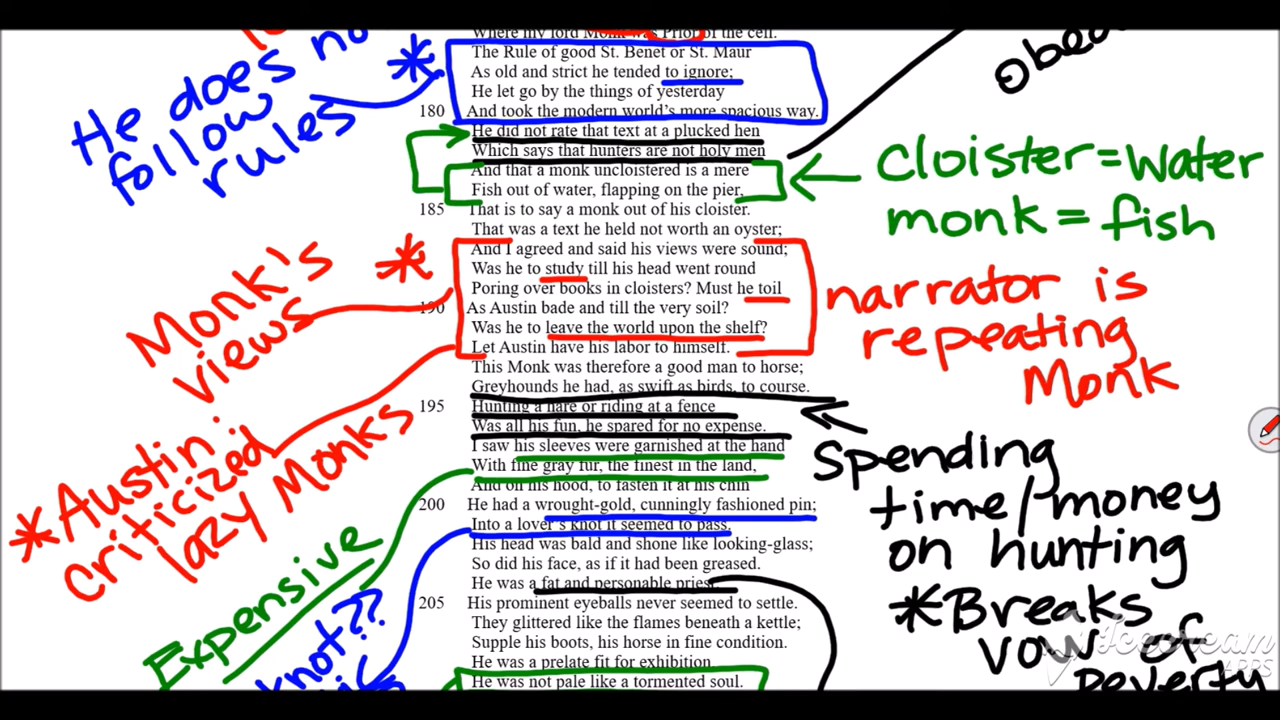 Where my lord Monk was Prior of the cell.
The Rule of good St. Benet or St. Maur
As old and strict he tended to ignore;
He let go by the things of yesterday
180 And took the modern world's more spacious way.
He did not rate that text at a plucked hen
Which says that hunters are not holy men
And that a monk uncloistered is a mere
Fish out of water, flapping on the pier,
185 That is to say a monk out of his cloister.
That was a text he held not worth an oyster;
And I agreed and said his views were sound;
Was he to study till his head went round
Poring over books in cloisters? Must he toil
190 As Austin bade and till the very soil?
Was he to leave the world upon the shelf?
Let Austin have his labor to himself.
This Monk was therefore a good man to horse;
Greyhounds he had, as swift as birds, to course.
195 Hunting a hare or riding at a fence
Was all his fun, he spared for no expense.
I saw his sleeves were garnished at the hand
With fine gray fur, the finest in the land,
And on his hood, to fasten it at his chin
200 He had a wrought-gold, cunningly fashioned pin;
Into a lover's knot it seemed to pass.
His head was bald and shone like looking-glass;
So did his face, as if it had been greased.
He was a fat and personable priest;
205 His prominent eyeballs never seemed to settle.
They glittered like the flames beneath a kettle;
Supple his boots, his horse in fine condition.
He was a prelate fit for exhibition
He was not pale like a tormented soul.
He does no
follow
rules
*
Monk's
views
*
*Austin:
criticized
lazy Monks
Expensive
knot??
cloister=water
monk = fish
narrator is
repeating
Monk
Spending
time/money
on hunting
*Breaks
vow of
poverty
icecream
APPS